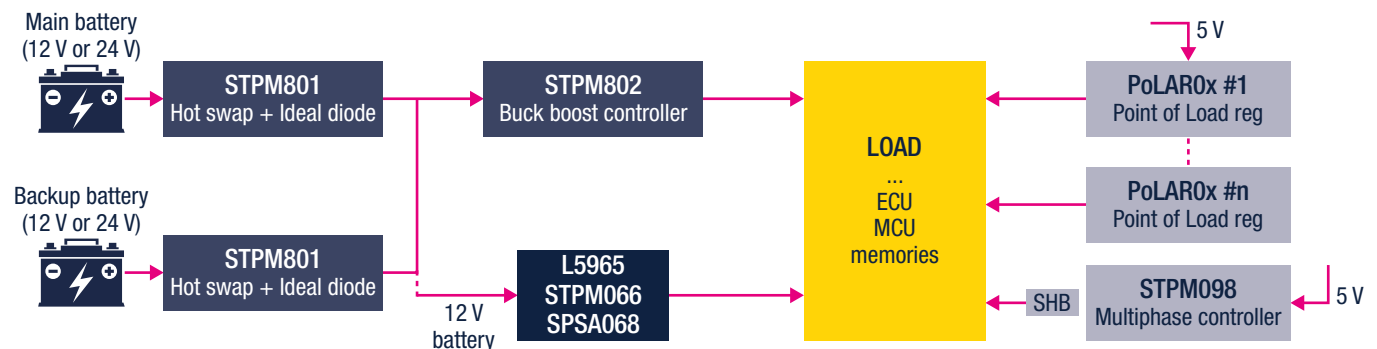 Main battery
(12 V or 24 V)
STPM801
Hot swap + Ideal diode
STPM802
Buck boost controller
Backup battery
(12 V or 24 V)
STPM801
Hot swap + Ideal diode
12 V
battery
L5965
STPM066
SPSA068
LOAD
...
ECU
MCU
memories
5 V
PoLAR0x #1
Point of Load reg
PoLAR0x #n
Point of Load reg
SHB
STPM098
Multiphase controller
5 V